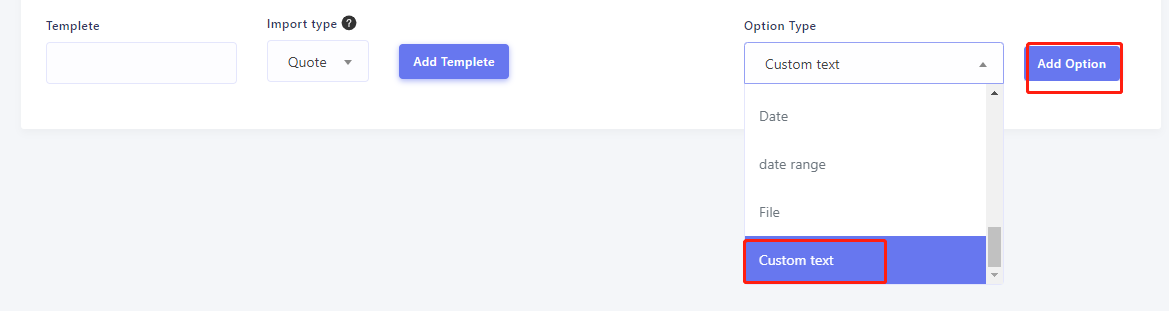 Templete
Import type ?
Option Type
Quote
Add Templete
Custom text
Add Option
Date
date range
File
Custom text